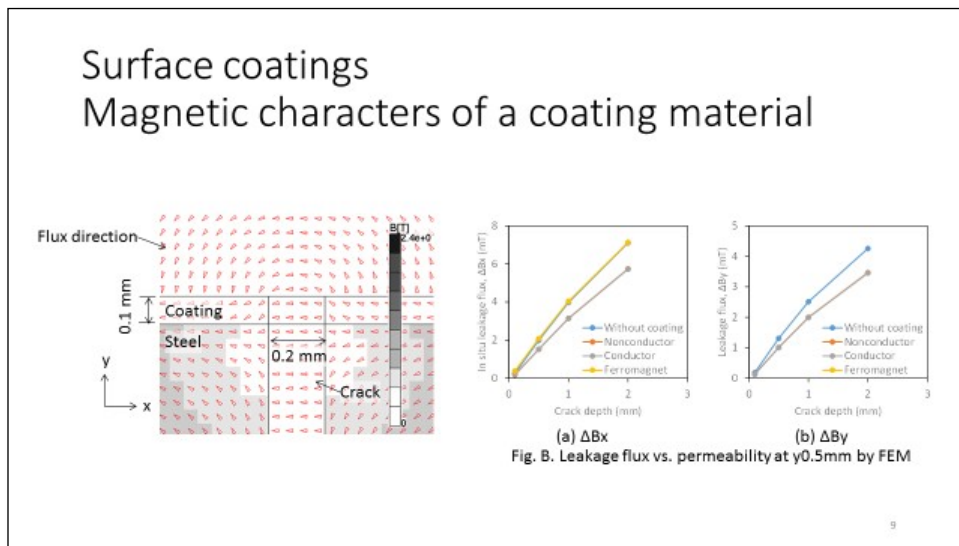 Surface coatings
Magnetic characters of a coating material
Flux direction
B[T]
2.4e+0
0.1 mm
Coating
Steel
0.2 mm
Crack
y
x
0
In situ leakage flux, ΔBx (mT)
8
6
4
2
0
0 1 2 3
Without coating
Nonconductor
Conductor
Ferromagnet
Crack depth (mm)
(a) ΔBx
Leakage flux, ΔBy (mT)
5
4
3
2
1
0
0 1 2 3
Without coating
Nonconductor
Conductor
Ferromagnet
Crack depth (mm)
(b) ΔBy
Fig. B. Leakage flux vs. permeability at y0.5mm by FEM
9